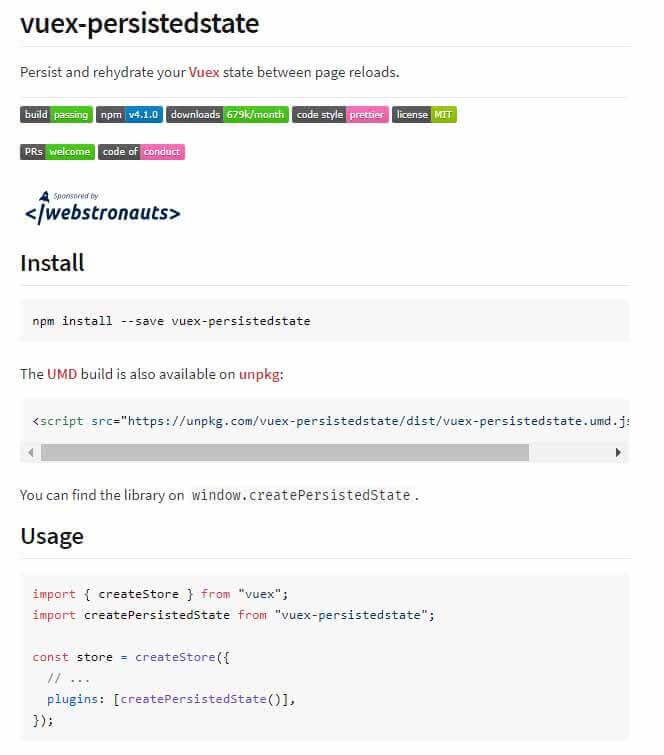 vuex-persistedstate
Persist and rehydrate your Vuex state between page reloads.
build passing npm v4.1.0 downloads 679k/month code style prettier license MIT
PRs welcome code of conduct
Sponsored by
</webstronauts>
Install
npm install --save vuex-persistedstate
The UMD build is also available on unpkg:
<script src="https://unpkg.com/vuex-persistedstate/dist/vuex-persistedstate.umd.js
You can find the library on window.createPersistedState.
Usage
import { createStore } from "vuex";
import createPersistedState from "vuex-persistedstate";
const store = createStore({
// ...
plugins: [createPersistedState()],
});